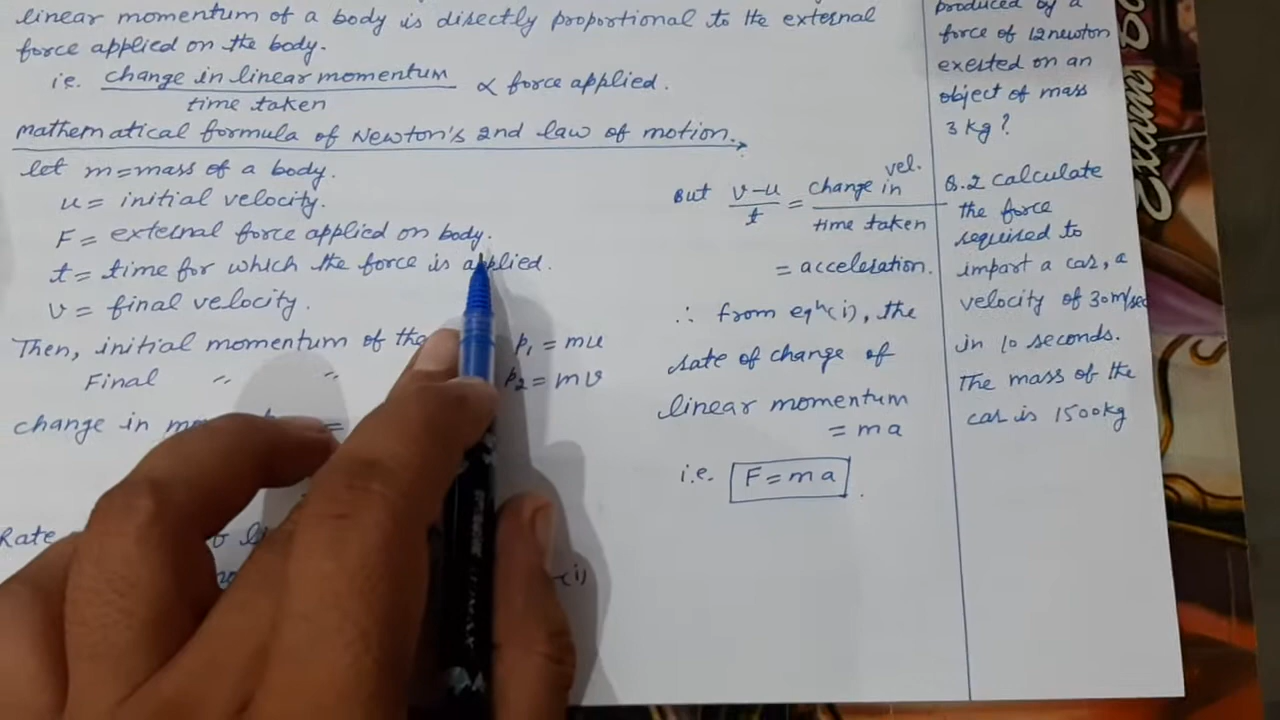 linear momentum of a body is directly proportional to the external
force applied on the body.
i.e. change in linear momentum / time taken ∝ force applied.
Mathematical formula of Newton's 2nd law of motion.
Let m = mass of a body.
u = initial velocity.
F = external force applied on body.
t = time for which the force is applied.
v = final velocity.
Then, initial momentum of the p1 = mu
Final " " p2 = mv
change in =
Rate
-(i)
But v-u / t = change in vel. / time taken
= acceleration.
∴ from eqn(i), the
rate of change of
linear momentum
= ma
i.e. F = ma
produced by a
force of 12 newton
exerted on an
object of mass
3 kg?
Q.2 calculate
the force
required to
impart a car, a
velocity of 30m/sec
in 10 seconds.
The mass of the
car is 1500kg
Exam